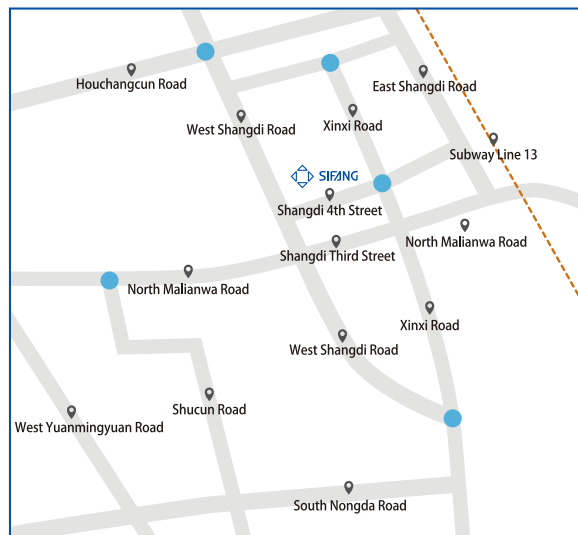 Houchangcun Road
East Shangdi Road
West Shangdi Road
Xinxi Road
Subway Line 13
SIFANG
Shangdi 4th Street
North Malianwa Road
Shangdi Third Street
North Malianwa Road
Xinxi Road
West Shangdi Road
Shucun Road
West Yuanmingyuan Road
South Nongda Road